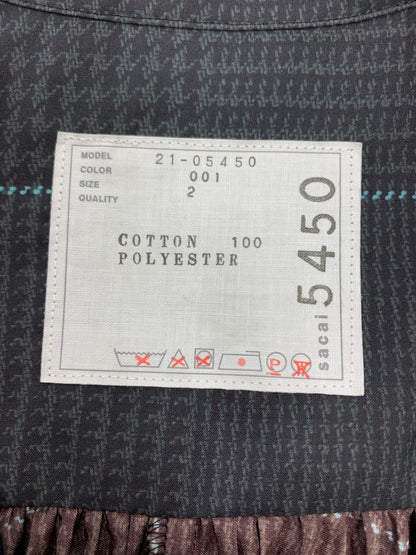 MODEL 21-05450
COLOR 001
SIZE 2
QUALITY
COTTON 100
POLYESTER
P W
sacai 5450